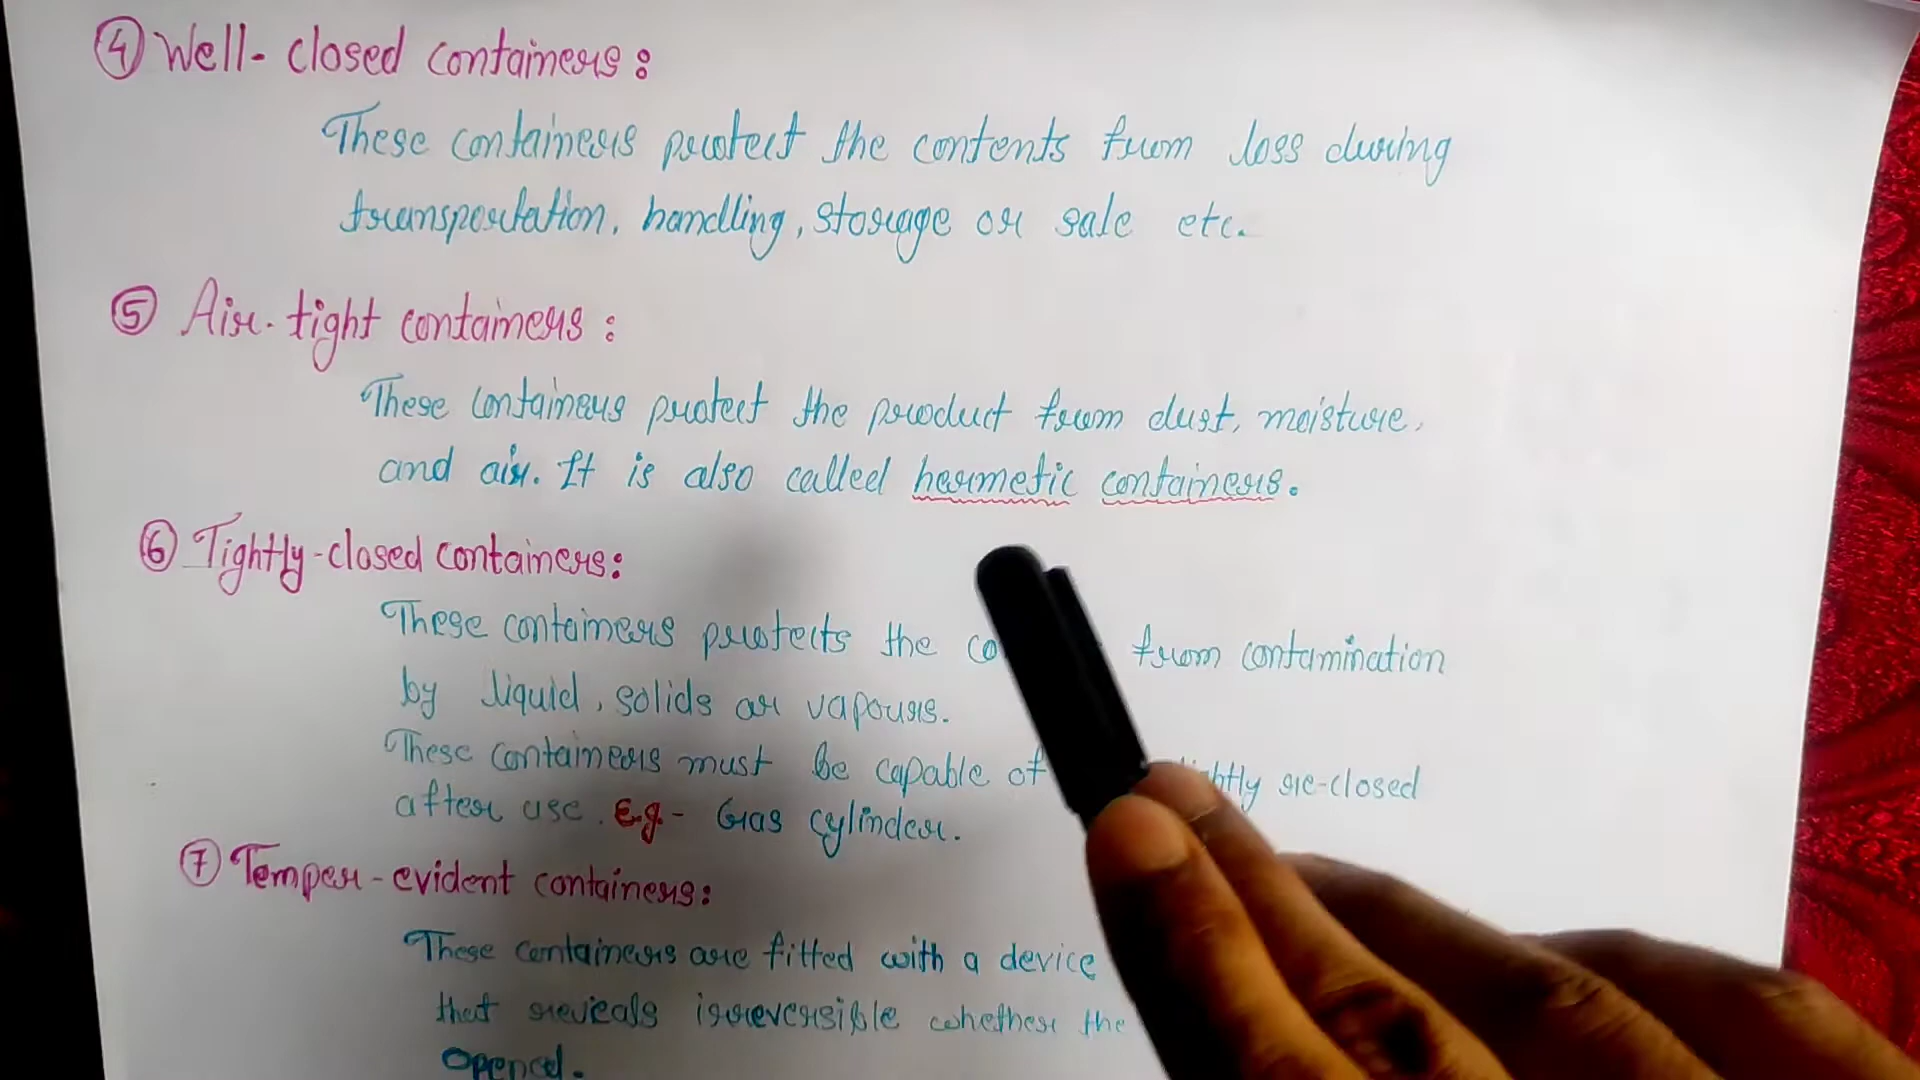 ④ Well-closed containers:
These containers protect the contents from loss during
transportation, handling, storage or sale etc.
⑤ Air-tight containers:
These containers protect the product from dust, moisture,
and air. It is also called hermetic containers.
⑥ Tightly-closed containers:
These containers protects the from contamination
by liquid, solids or vapours.
These containers must be capable of re-closed
after use. E.g- Gas cylinder.
⑦ Temper-evident containers:
These containers are fitted with a device
that reveals irreversible whether the
opened.